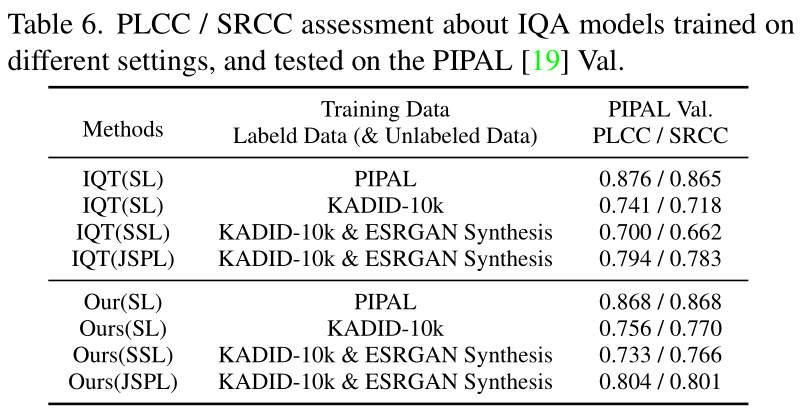 Table 6. PLCC / SRCC assessment about IQA models trained on
different settings, and tested on the PIPAL [19] Val.
Methods Training Data PIPAL Val.
Labeld Data (& Unlabeled Data) PLCC / SRCC
IQT(SL) PIPAL 0.876 / 0.865
IQT(SL) KADID-10k 0.741 / 0.718
IQT(SSL) KADID-10k & ESRGAN Synthesis 0.700 / 0.662
IQT(JSPL) KADID-10k & ESRGAN Synthesis 0.794 / 0.783
Our(SL) PIPAL 0.868 / 0.868
Ours(SL) KADID-10k 0.756 / 0.770
Ours(SSL) KADID-10k & ESRGAN Synthesis 0.733 / 0.766
Ours(JSPL) KADID-10k & ESRGAN Synthesis 0.804 / 0.801